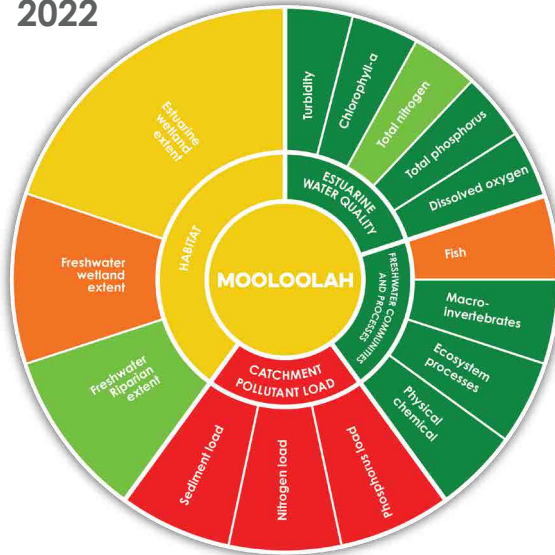 2022
Estuarine
wetland
extent
Turbidity
Chlorophyll-a
Total nitrogen
Total phosphorus
Dissolved oxygen
ESTUARINE
WATER QUALITY
HABITAT
MOOLOOLAH
FRESHWATER COMMUNITIES
AND PROCESSES
Fish
Macro-
invertebrates
Ecosystem
processes
Physical
chemical
Freshwater
wetland
extent
Freshwater
Riparian
extent
CATCHMENT
POLLUTANT LOAD
Sediment load
Nitrogen load
Phosphorus load